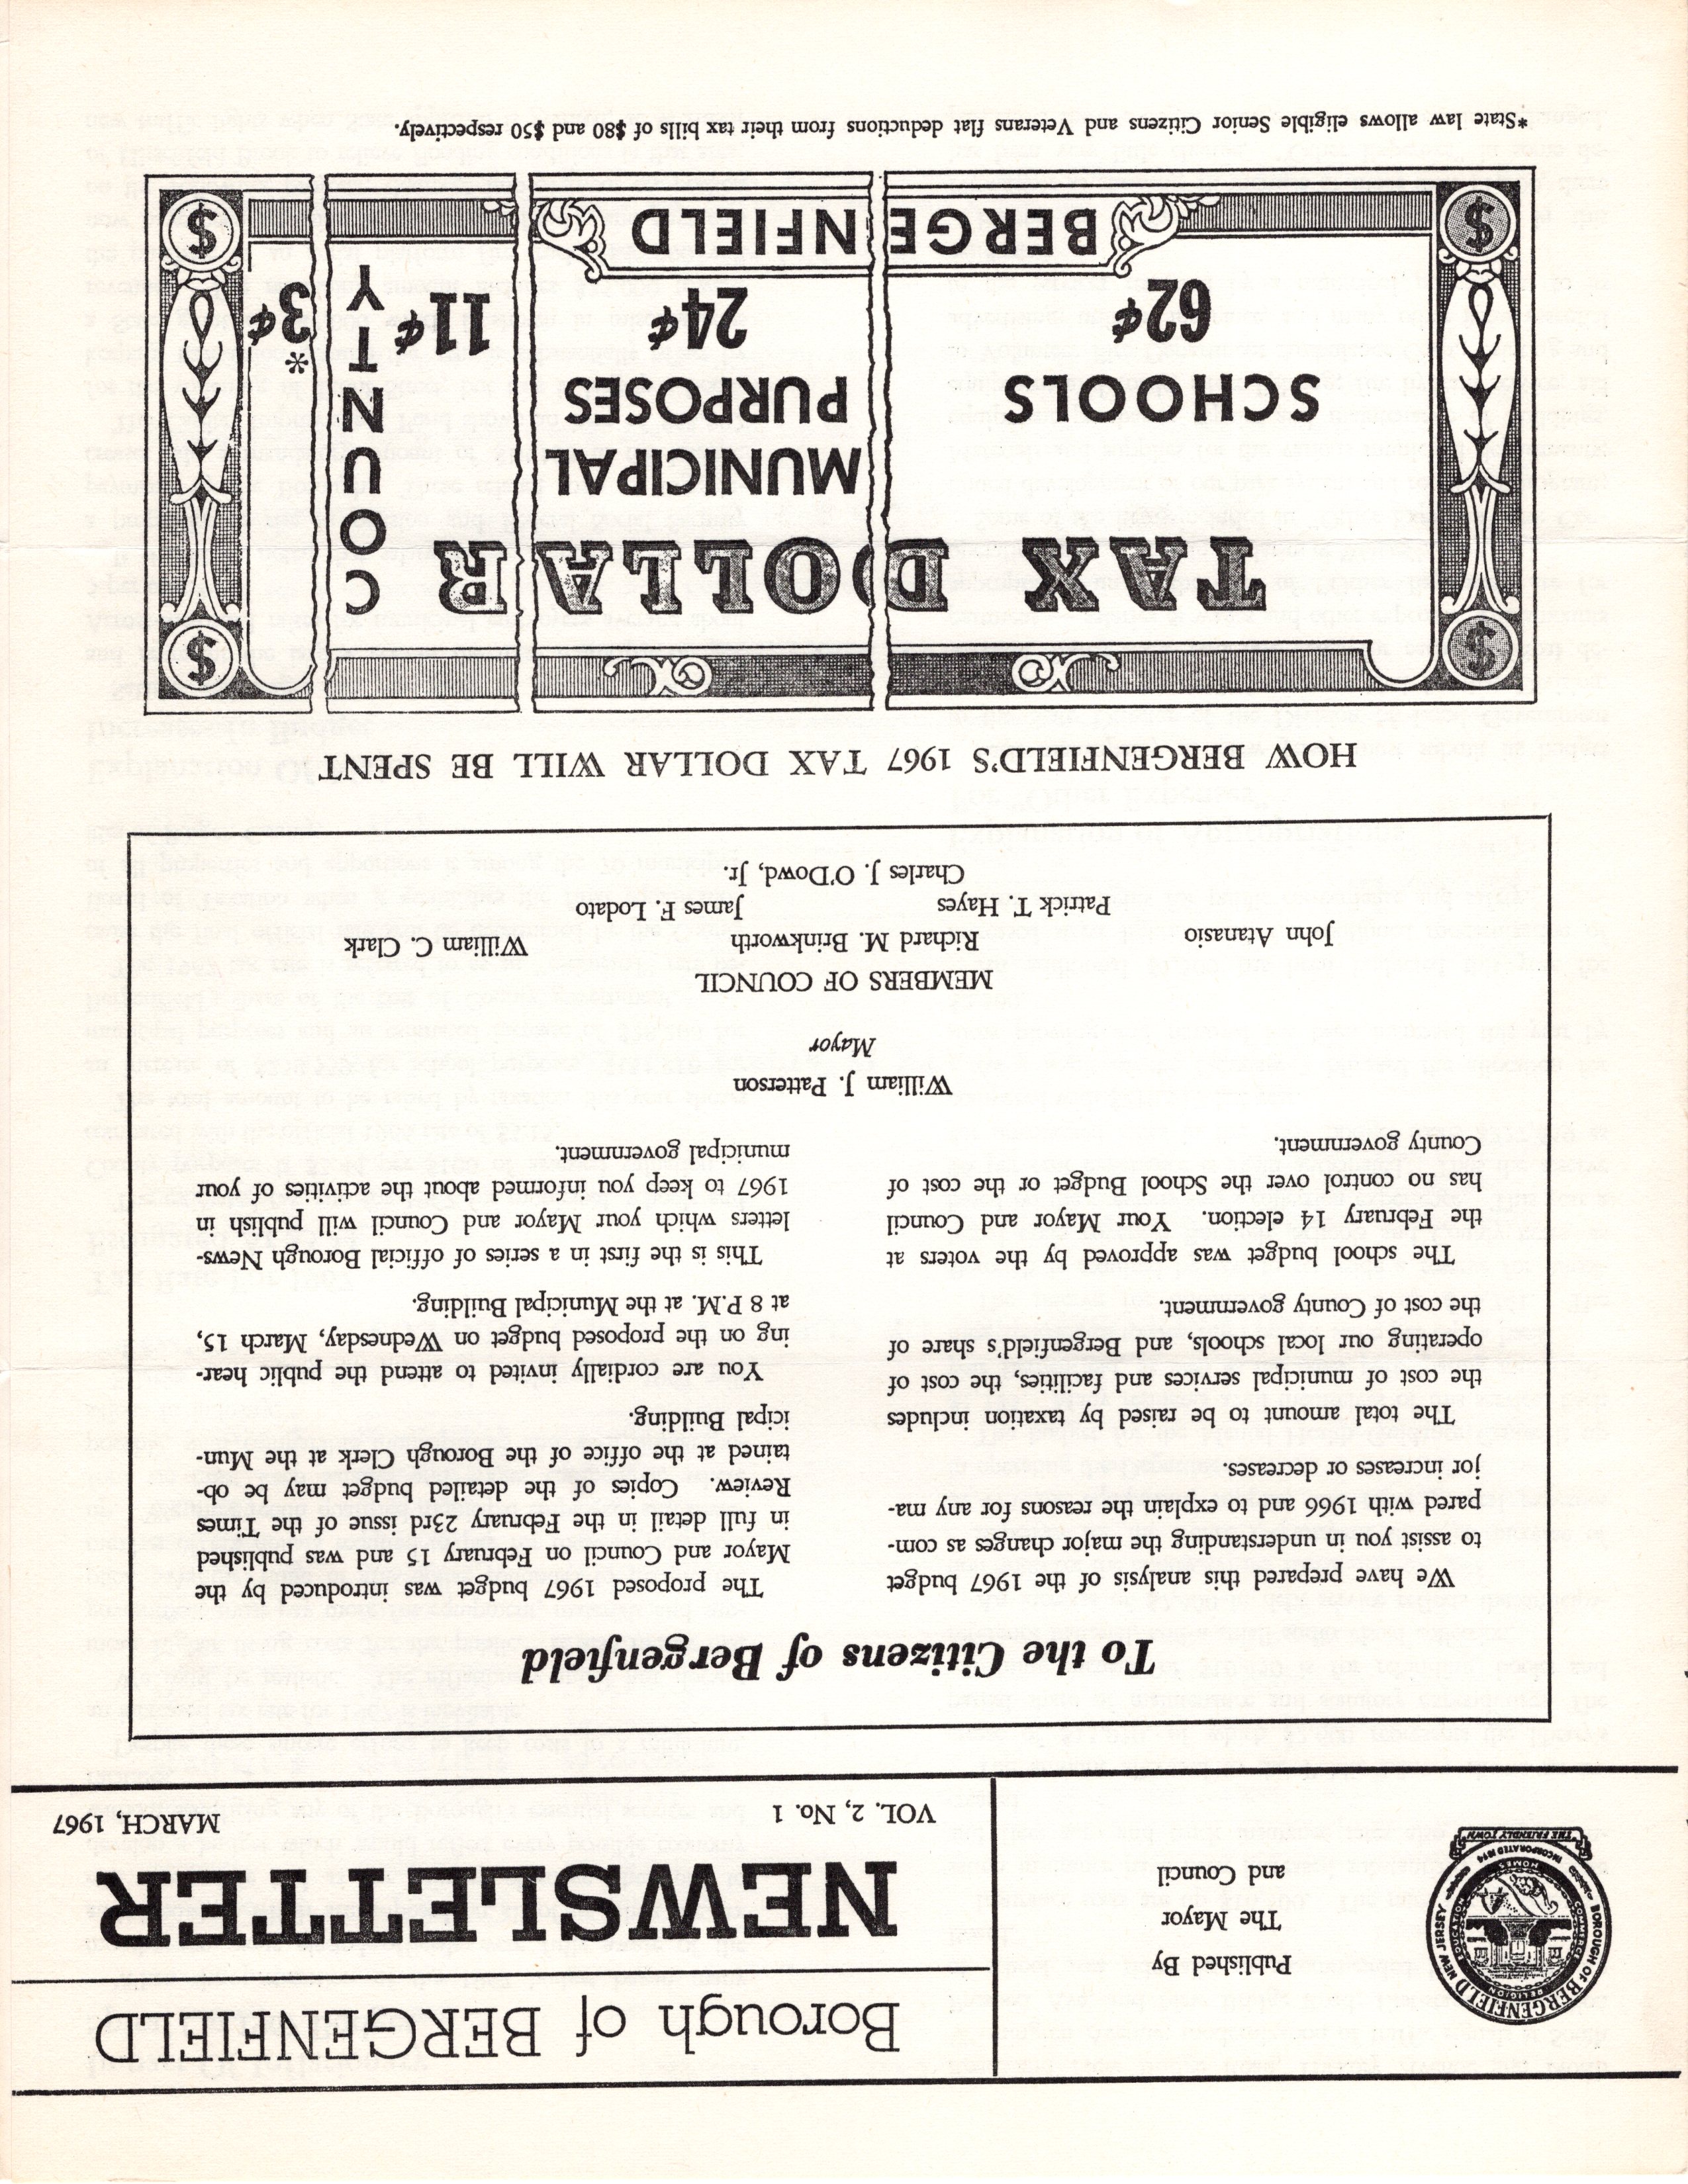 BOROUGH OF BERGENFIELD NEW JERSEY
RELIGION
EDUCATION
COMMERCE
HOMES
INCORPORATED 1894
THE FRIENDLY TOWN
Published By
The Mayor
and Council
Borough of BERGENFIELD
NEWSLETTER
VOL. 2, No. 1
MARCH, 1967
To the Citizens of Bergenfield
We have prepared this analysis of the 1967 budget
to assist you in understanding the major changes as com-
pared with 1966 and to explain the reasons for any ma-
jor increases or decreases.
The total amount to be raised by taxation includes
the cost of municipal services and facilities, the cost of
operating our local schools, and Bergenfield's share of
the cost of County government.
The school budget was approved by the voters at
the February 14 election. Your Mayor and Council
has no control over the School Budget or the cost of
County government.
The proposed 1967 budget was introduced by the
Mayor and Council on February 15 and was published
in full detail in the February 23rd issue of the Times
Review. Copies of the detailed budget may be ob-
tained at the office of the Borough Clerk at the Mun-
icipal Building.
You are cordially invited to attend the public hear-
ing on the proposed budget on Wednesday, March 15,
at 8 P.M. at the Municipal Building.
This is the first in a series of official Borough News-
letters which your Mayor and Council will publish in
1967 to keep you informed about the activities of your
municipal government.
William J. Patterson
Mayor
MEMBERS OF COUNCIL
John Atanasio Richard M. Brinkworth William C. Clark
Patrick T. Hayes James F. Lodato
Charles J. O'Dowd, Jr.
HOW BERGENFIELD'S 1967 TAX DOLLAR WILL BE SPENT
$ $
TAX DOLLAR
SCHOOLS
62¢
MUNICIPAL
PURPOSES
24¢
COUNTY
11¢
*
3¢
BERGENFIELD
$ $
*State law allows eligible Senior Citizens and Veterans flat deductions from their tax bills of $80 and $50 respectively.